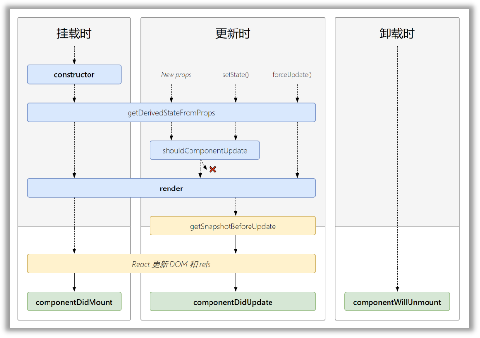 挂载时
更新时
卸载时
constructor
New props
setState()
forceUpdate()
getDerivedStateFromProps
shouldComponentUpdate
render
getSnapshotBeforeUpdate
React 更新 DOM 和 refs
componentDidMount
componentDidUpdate
componentWillUnmount